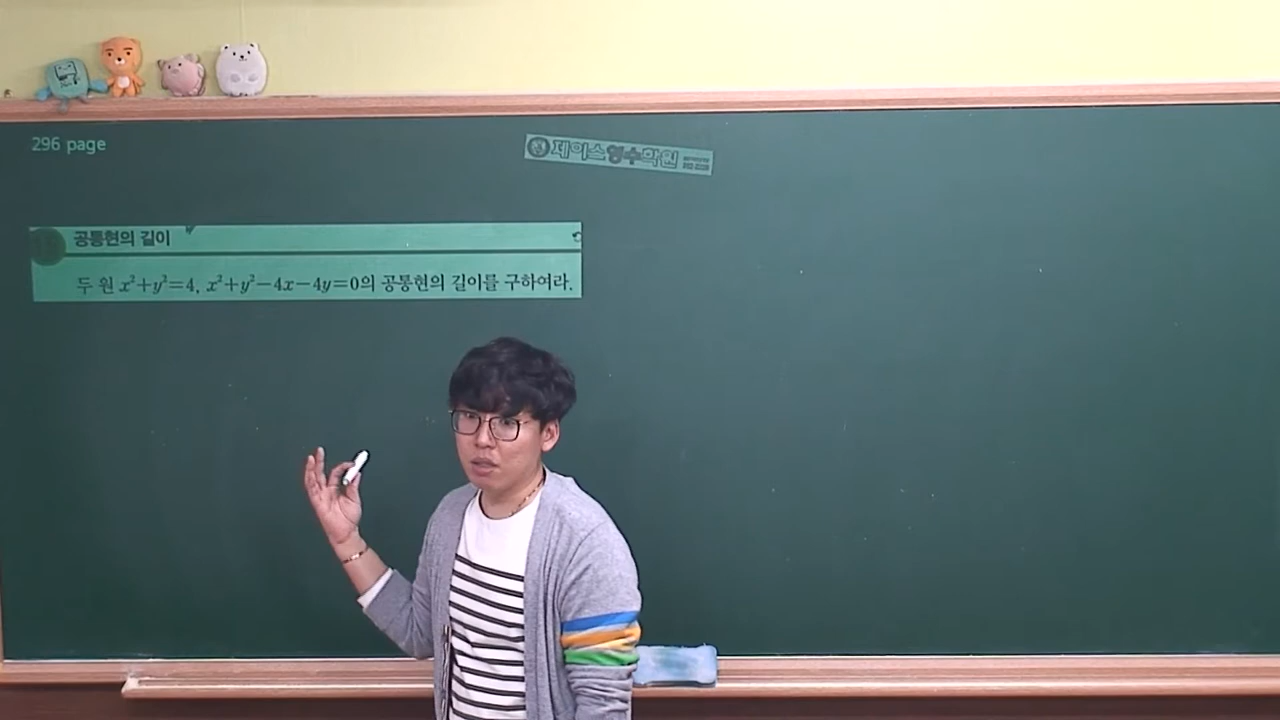 296 page
제이스영수학원
공통현의 길이
두 원 x²+y²=4, x²+y²−4x−4y=0의 공통현의 길이를 구하여라.